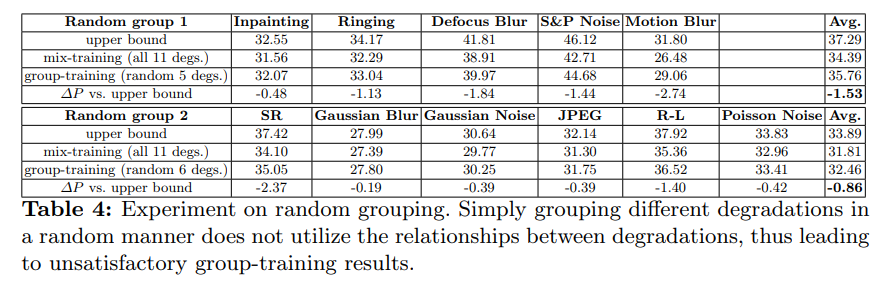 Random group 1 Inpainting Ringing Defocus Blur S&P Noise Motion Blur Avg.
upper bound 32.55 34.17 41.81 46.12 31.80 37.29
mix-training (all 11 degs.) 31.56 32.29 38.91 42.71 26.48 34.39
group-training (random 5 degs.) 32.07 33.04 39.97 44.68 29.06 35.76
ΔP vs. upper bound -0.48 -1.13 -1.84 -1.44 -2.74 -1.53
Random group 2 SR Gaussian Blur Gaussian Noise JPEG R-L Poisson Noise Avg.
upper bound 37.42 27.99 30.64 32.14 37.92 33.83 33.89
mix-training (all 11 degs.) 34.10 27.39 29.77 31.30 35.36 32.96 31.81
group-training (random 6 degs.) 35.05 27.80 30.25 31.75 36.52 33.41 32.46
ΔP vs. upper bound -2.37 -0.19 -0.39 -0.39 -1.40 -0.42 -0.86
Table 4: Experiment on random grouping. Simply grouping different degradations in
a random manner does not utilize the relationships between degradations, thus leading
to unsatisfactory group-training results.